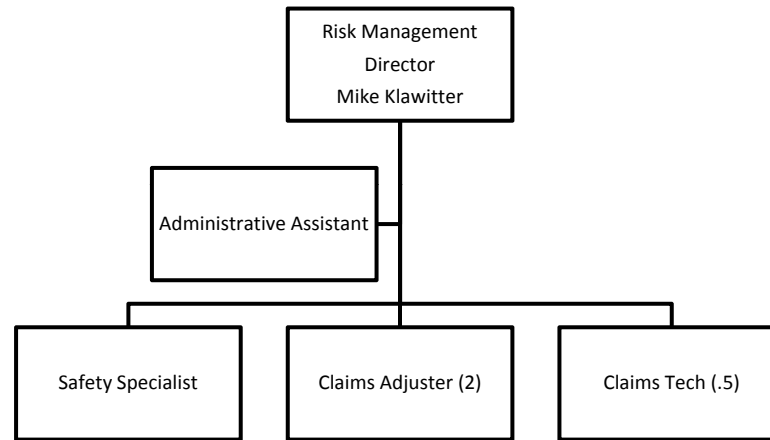 Risk Management
Director
Mike Klawitter
Administrative Assistant
Safety Specialist
Claims Adjuster (2)
Claims Tech (.5)